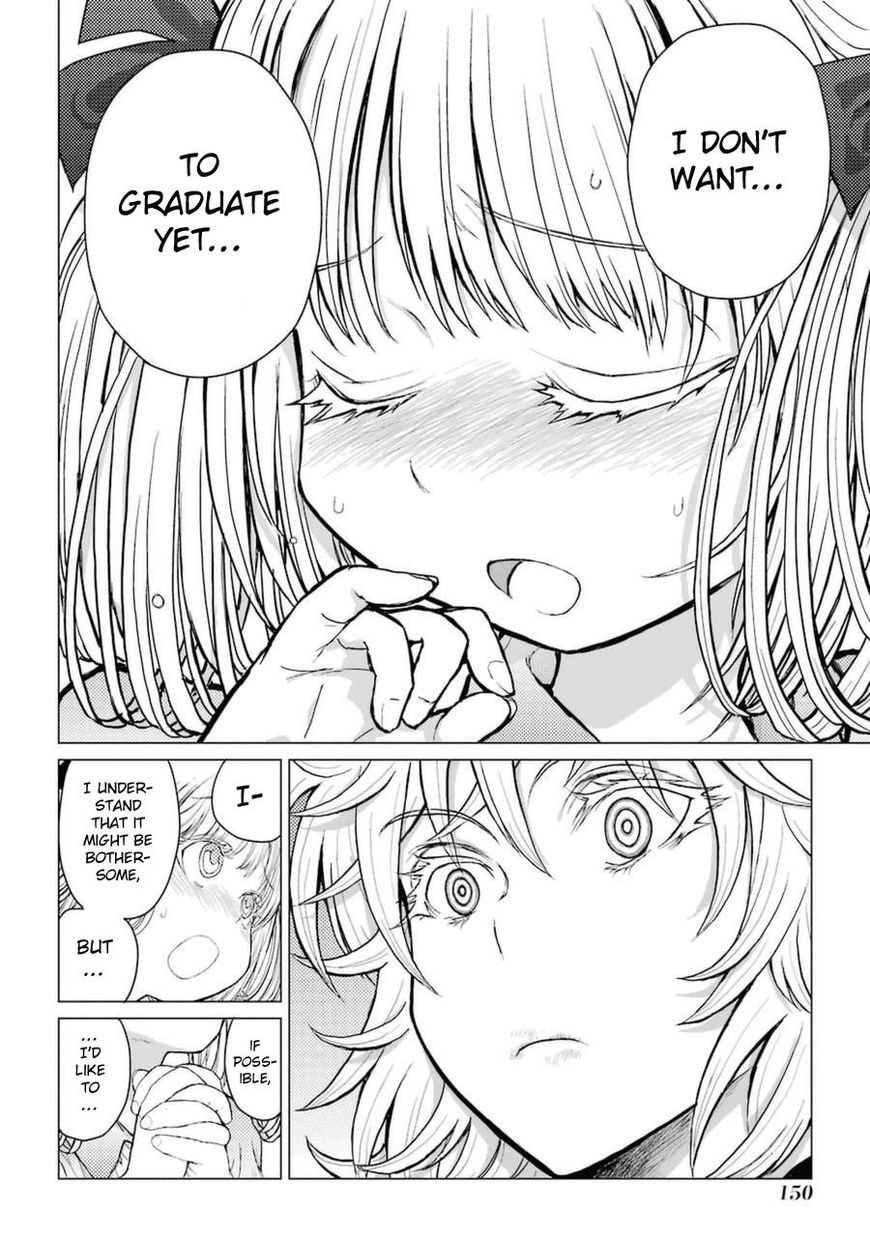 I DON'T
WANT...
TO
GRADUATE
YET...
I-
I UNDER-
STAND
THAT IT
MIGHT BE
BOTHER-
SOME,
BUT
...
IF
POSS-
IBLE,
...
I'D
LIKE
TO
...
150